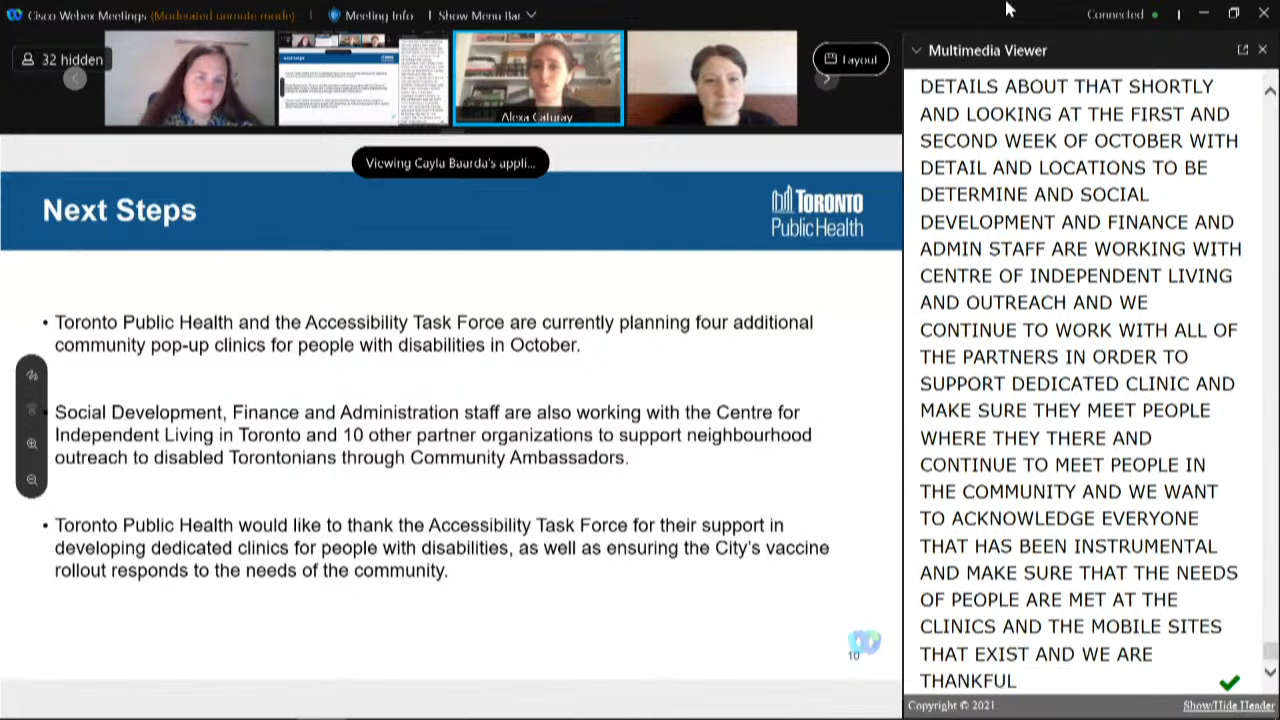 Cisco Webex Meetings (Moderated unmute mode) | Meeting Info | Show Menu Bar
Connected
32 hidden
Layout
Viewing Cayla Baarda's appli...
Next Steps
TORONTO
Public Health
• Toronto Public Health and the Accessibility Task Force are currently planning four additional
community pop-up clinics for people with disabilities in October.
• Social Development, Finance and Administration staff are also working with the Centre for
Independent Living in Toronto and 10 other partner organizations to support neighbourhood
outreach to disabled Torontonians through Community Ambassadors.
• Toronto Public Health would like to thank the Accessibility Task Force for their support in
developing dedicated clinics for people with disabilities, as well as ensuring the City's vaccine
rollout responds to the needs of the community.
10
Multimedia Viewer
DETAILS ABOUT THAT SHORTLY
AND LOOKING AT THE FIRST AND
SECOND WEEK OF OCTOBER WITH
DETAIL AND LOCATIONS TO BE
DETERMINE AND SOCIAL
DEVELOPMENT AND FINANCE AND
ADMIN STAFF ARE WORKING WITH
CENTRE OF INDEPENDENT LIVING
AND OUTREACH AND WE
CONTINUE TO WORK WITH ALL OF
THE PARTNERS IN ORDER TO
SUPPORT DEDICATED CLINIC AND
MAKE SURE THEY MEET PEOPLE
WHERE THEY THERE AND
CONTINUE TO MEET PEOPLE IN
THE COMMUNITY AND WE WANT
TO ACKNOWLEDGE EVERYONE
THAT HAS BEEN INSTRUMENTAL
AND MAKE SURE THAT THE NEEDS
OF PEOPLE ARE MET AT THE
CLINICS AND THE MOBILE SITES
THAT EXIST AND WE ARE
THANKFUL
Copyright © 2021
Show/Hide Header